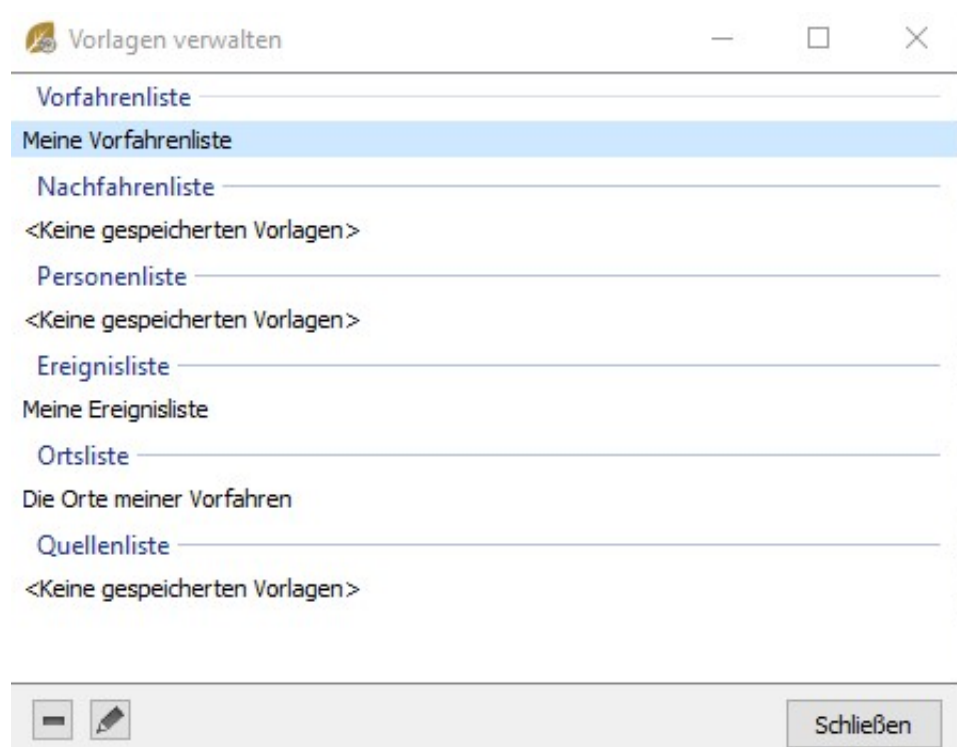 Vorlagen verwalten
Vorfahrenliste
Meine Vorfahrenliste
Nachfahrenliste
<Keine gespeicherten Vorlagen>
Personenliste
<Keine gespeicherten Vorlagen>
Ereignisliste
Meine Ereignisliste
Ortsliste
Die Orte meiner Vorfahren
Quellenliste
<Keine gespeicherten Vorlagen>
Schließen